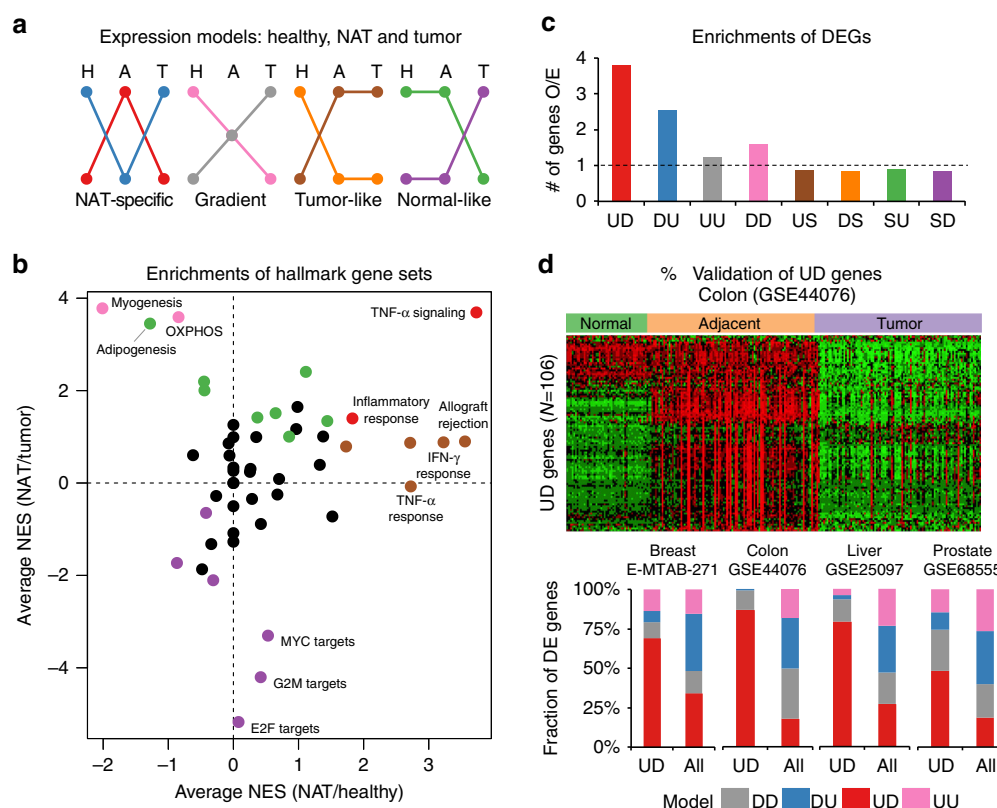 a
Expression models: healthy, NAT and tumor
H A T H A T H A T H A T
NAT-specific Gradient Tumor-like Normal-like
b
Enrichments of hallmark gene sets
Average NES (NAT/tumor)
4
2
0
−2
−4
Myogenesis
OXPHOS
Adipogenesis
TNF-α signaling
Inflammatory
response
Allograft
rejection
IFN-γ
response
TNF-α
response
MYC targets
G2M targets
E2F targets
−2 −1 0 1 2 3
Average NES (NAT/healthy)
c
Enrichments of DEGs
# of genes O/E
4
3
2
1
0
UD DU UU DD US DS SU SD
d
% Validation of UD genes
Colon (GSE44076)
Normal Adjacent Tumor
UD genes (N=106)
Breast Colon Liver Prostate
E-MTAB-271 GSE44076 GSE25097 GSE68555
Fraction of DE genes
100%
75%
50%
25%
0%
UD All UD All UD All UD All
Model DD DU UD UU